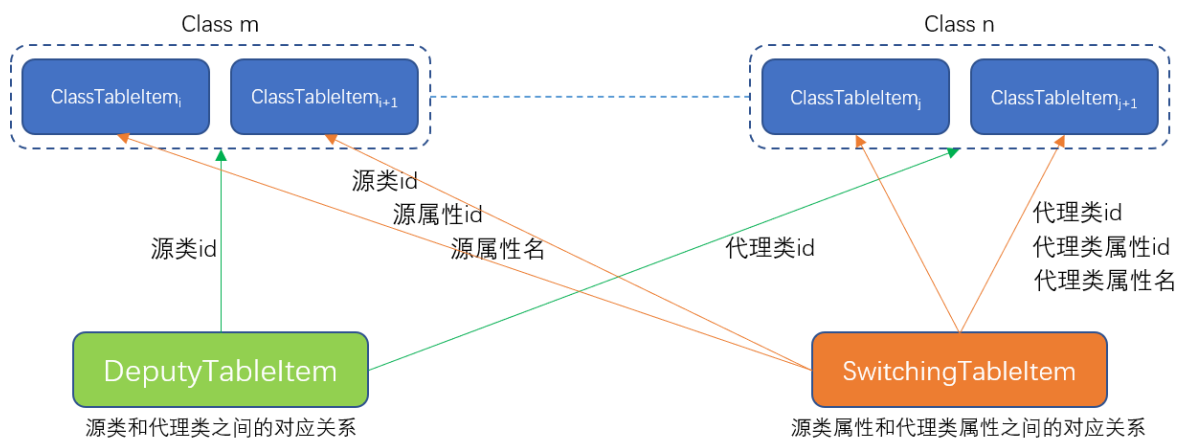 Class m
Class n
ClassTableItemᵢ
ClassTableItemᵢ₊₁
ClassTableItemⱼ
ClassTableItemⱼ₊₁
源类id
源属性id
源属性名
源类id
代理类id
代理类id
代理类属性id
代理类属性名
DeputyTableItem
SwitchingTableItem
源类和代理类之间的对应关系
源类属性和代理类属性之间的对应关系